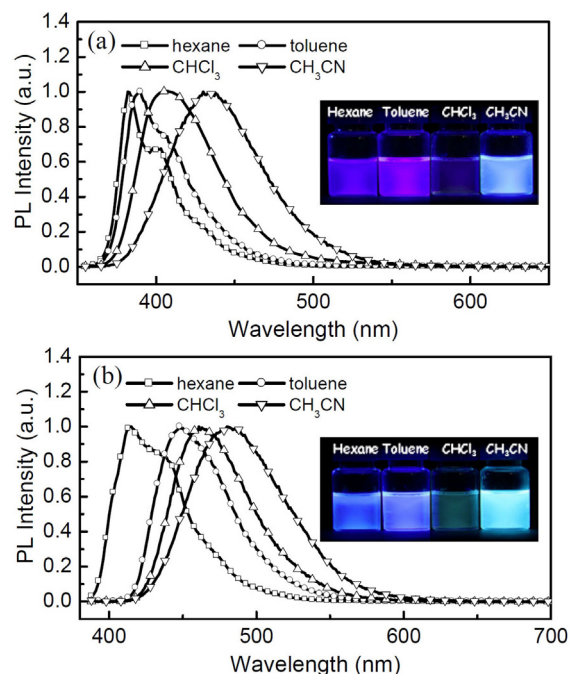 (a)
hexane toluene
CHCl3 CH3CN
Hexane Toluene CHCl3 CH3CN
PL Intensity (a.u.)
1.4
1.2
1.0
0.8
0.6
0.4
0.2
0.0
400 500 600
Wavelength (nm)
(b)
hexane toluene
CHCl3 CH3CN
Hexane Toluene CHCl3 CH3CN
PL Intensity (a.u.)
1.4
1.2
1.0
0.8
0.6
0.4
0.2
0.0
400 500 600 700
Wavelength (nm)